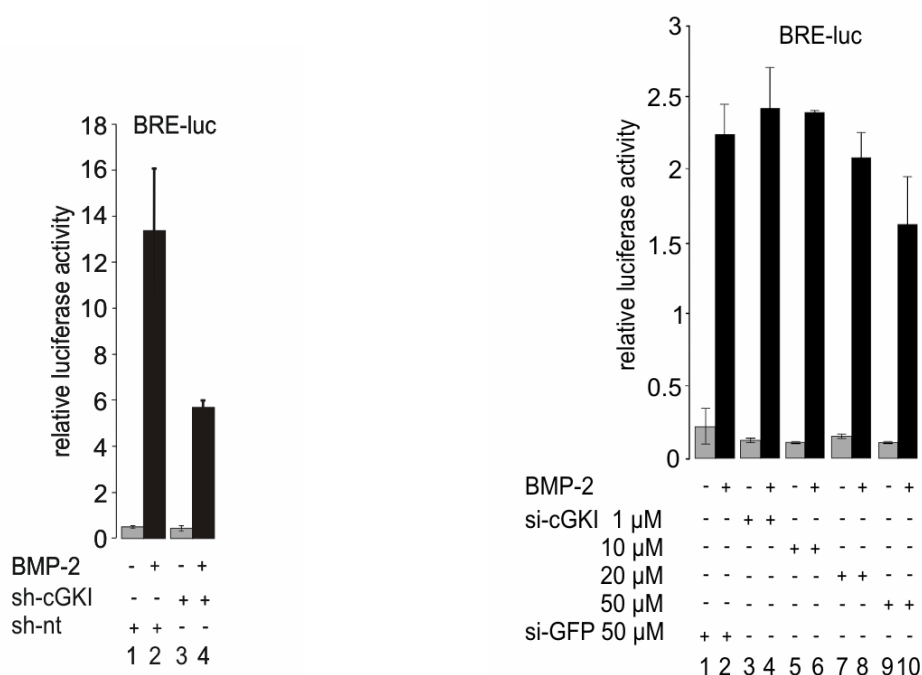 BRE-luc
relative luciferase activity
18
16
14
12
10
8
6
4
2
0
BMP-2 - + - +
sh-cGKI - - + +
sh-nt + + - -
1 2 3 4
BRE-luc
relative luciferase activity
3
2.5
2
1.5
1
0.5
0
BMP-2 - + - + - + - + - +
si-cGKI 1 µM - - + + - - - - - -
10 µM - - - - + + - - - -
20 µM - - - - - - + + - -
50 µM - - - - - - - - + +
si-GFP 50 µM + + - - - - - - - -
1 2 3 4 5 6 7 8 9 10